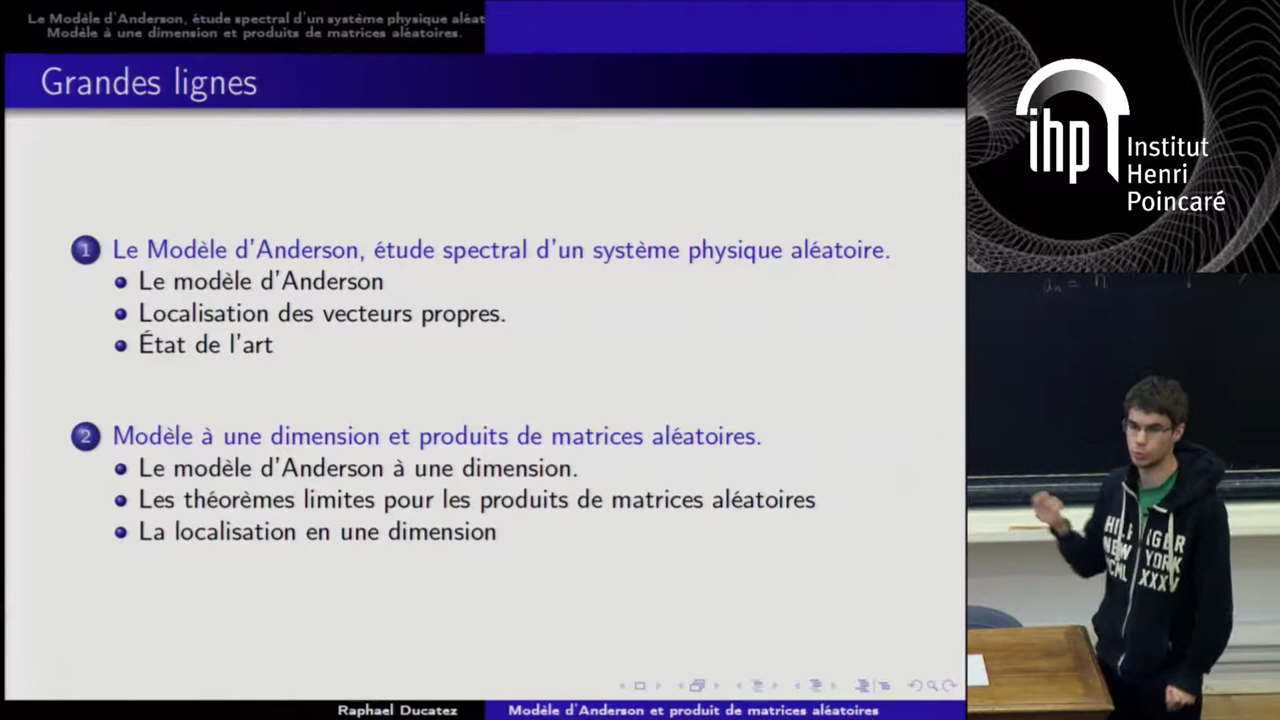 Le Modèle d'Anderson, étude spectral d'un système physique aléat
Modèle à une dimension et produits de matrices aléatoires.
Grandes lignes
1 Le Modèle d'Anderson, étude spectral d'un système physique aléatoire.
Le modèle d'Anderson
Localisation des vecteurs propres.
État de l'art
2 Modèle à une dimension et produits de matrices aléatoires.
Le modèle d'Anderson à une dimension.
Les théorèmes limites pour les produits de matrices aléatoires
La localisation en une dimension
Raphael Ducatez
Modèle d'Anderson et produit de matrices aléatoires
ihp
Institut
Henri
Poincaré
NEW YORK